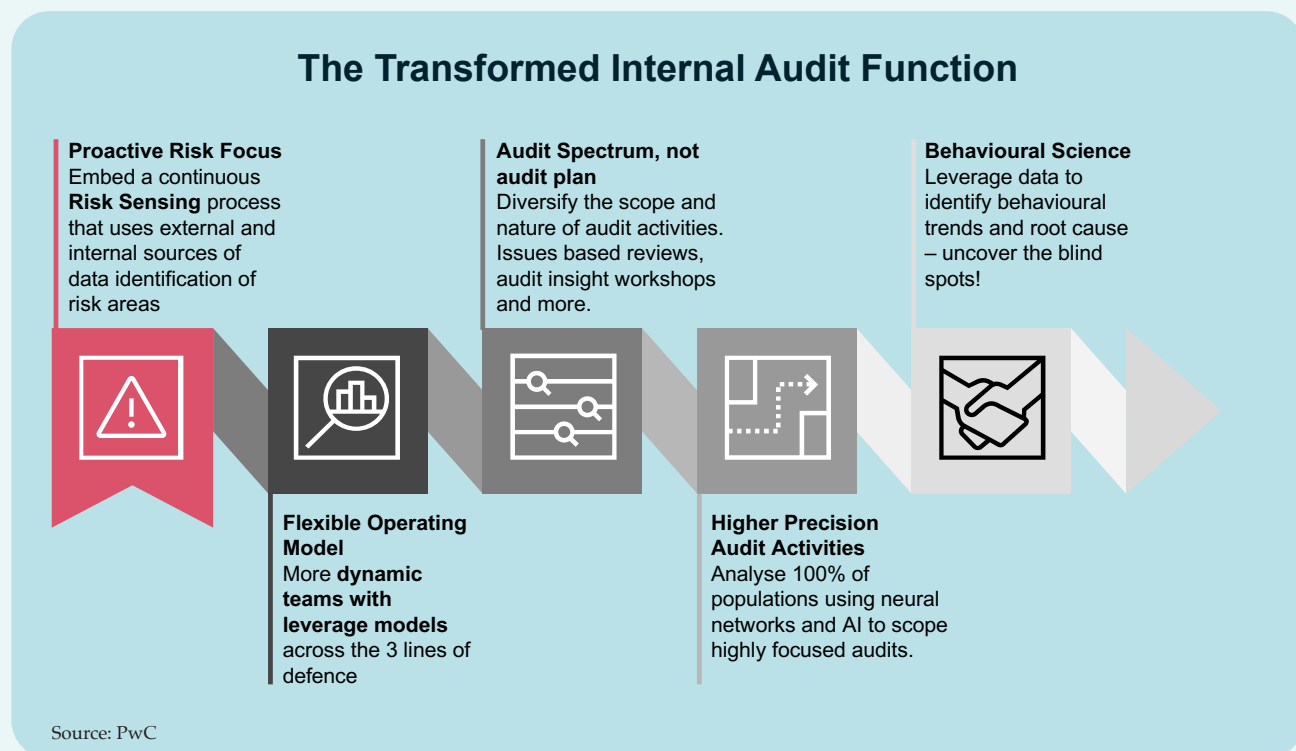 The Transformed Internal Audit Function
Proactive Risk Focus
Embed a continuous
Risk Sensing process
that uses external and
internal sources of
data identification of
risk areas
Flexible Operating
Model
More dynamic
teams with
leverage models
across the 3 lines of
defence
Audit Spectrum, not
audit plan
Diversify the scope and
nature of audit activities.
Issues based reviews,
audit insight workshops
and more.
Higher Precision
Audit Activities
Analyse 100% of
populations using neural
networks and AI to scope
highly focused audits.
Behavioural Science
Leverage data to
identify behavioural
trends and root cause
– uncover the blind
spots!
Source: PwC